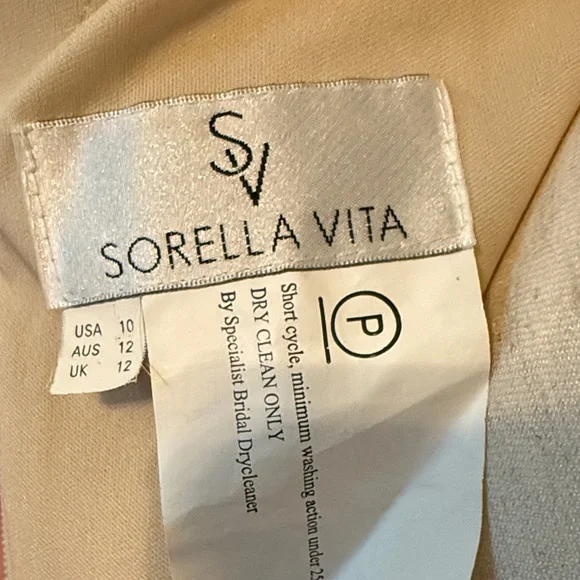 SV
SORELLA VITA
USA 10
AUS 12
UK 12
P
Short cycle, minimum washing action under 25
DRY CLEAN ONLY
By Specialist Bridal Drycleaner